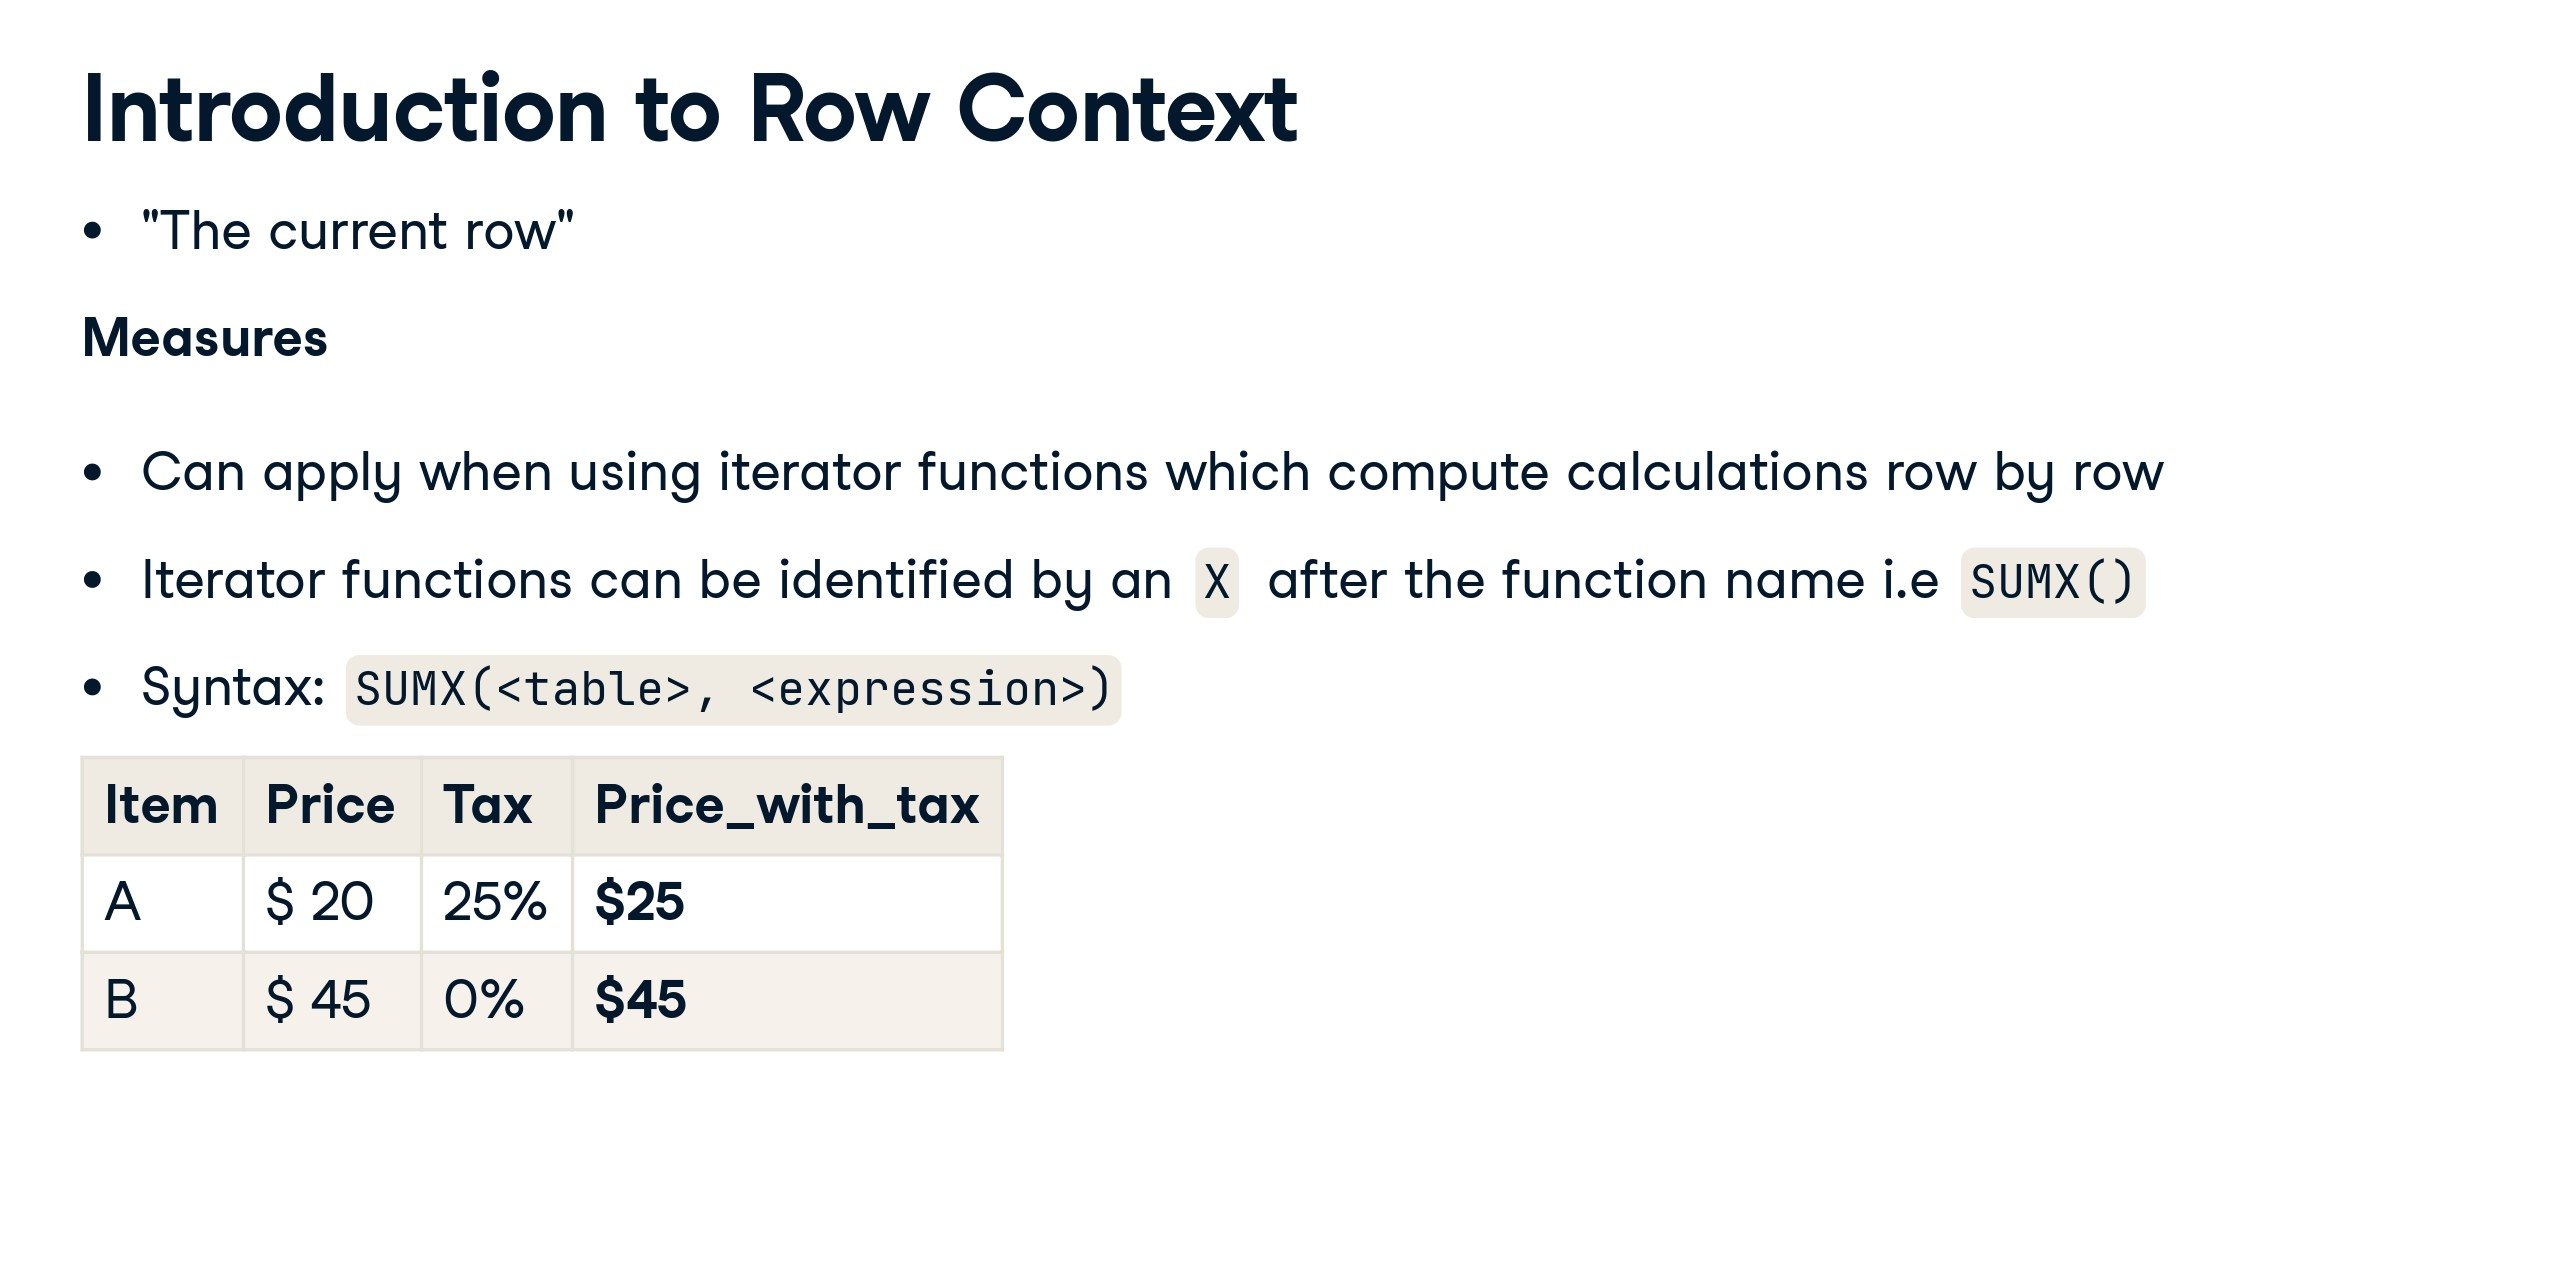 Introduction to Row Context
• "The current row"
Measures
• Can apply when using iterator functions which compute calculations row by row
• Iterator functions can be identified by an X after the function name i.e SUMX()
• Syntax: SUMX(<table>, <expression>)
Item Price Tax Price_with_tax
A $ 20 25% $25
B $ 45 0% $45